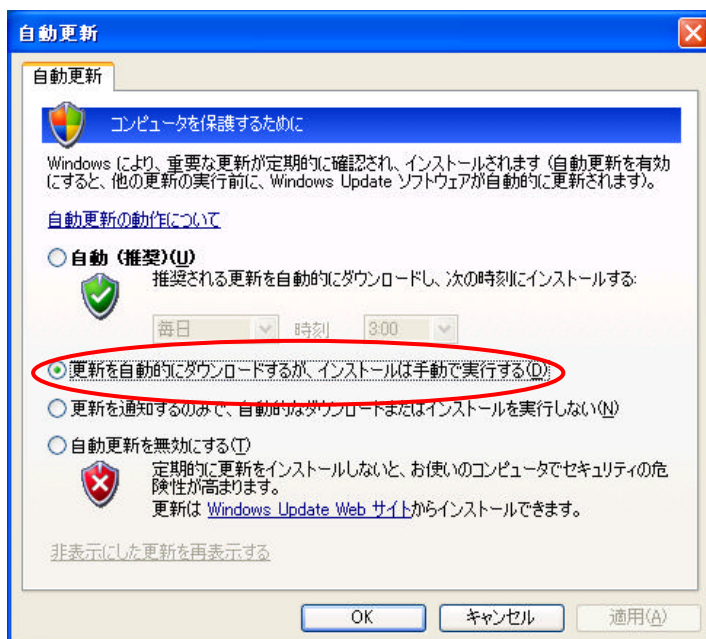 自動更新
自動更新
コンピュータを保護するために
Windows により、重要な更新が定期的に確認され、インストールされます (自動更新を有効
にすると、他の更新の実行前に、Windows Update ソフトウェアが自動的に更新されます)。
自動更新の動作について
自動 (推奨)(U)
推奨される更新を自動的にダウンロードし、次の時刻にインストールする:
毎日 時刻 3:00
更新を自動的にダウンロードするが、インストールは手動で実行する(D)
更新を通知するのみで、自動的なダウンロードまたはインストールを実行しない(N)
自動更新を無効にする(T)
定期的に更新をインストールしないと、お使いのコンピュータでセキュリティの危
険性が高まります。
更新は Windows Update Web サイトからインストールできます。
非表示にした更新を再表示する
OK キャンセル 適用(A)